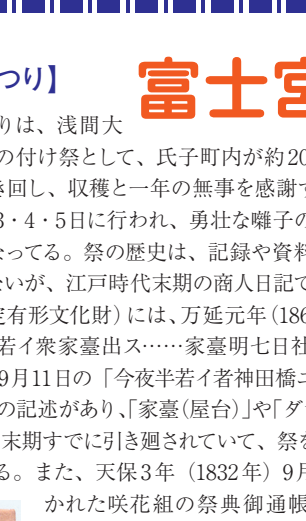 つり】
富士宮
りは、浅間大
の付け祭として、氏子町内が約20
き回し、収穫と一年の無事を感謝す
3・4・5日に行われ、勇壮な囃子の
なってる。祭の歴史は、記録や資料
ないが、江戸時代末期の商人日記で
定有形文化財）には、万延元年（186
若イ衆家臺出ス……家臺明七日社
9月11日の「今夜半若イ者神田橋ニ
の記述があり、「家臺(屋台)」や「ダ
末期すでに引き廻されていて、祭を
る。また、天保3年（1832年）9月
かれた咲花組の祭典御通帳